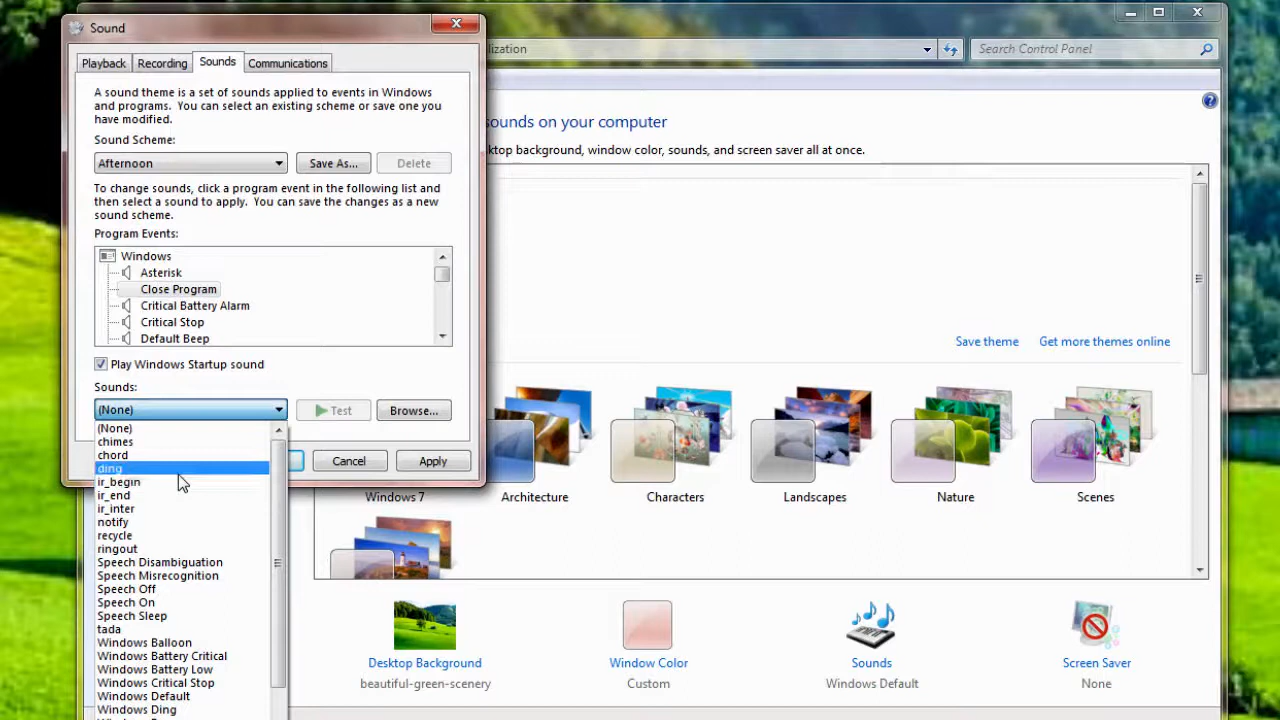 Sound
Playback
Recording
Sounds
Communications
A sound theme is a set of sounds applied to events in Windows
and programs. You can select an existing scheme or save one you
have modified.
Sound Scheme:
Afternoon
Save As...
Delete
To change sounds, click a program event in the following list and
then select a sound to apply. You can save the changes as a new
sound scheme.
Program Events:
Windows
Asterisk
Close Program
Critical Battery Alarm
Critical Stop
Default Beep
Play Windows Startup sound
Sounds:
(None)
Test
Browse...
(None)
chimes
chord
ding
ir_begin
ir_end
ir_inter
notify
recycle
ringout
Speech Disambiguation
Speech Misrecognition
Speech Off
Speech On
Speech Sleep
tada
Windows Balloon
Windows Battery Critical
Windows Battery Low
Windows Critical Stop
Windows Default
Windows Ding
Cancel
Apply
lization
Search Control Panel
sounds on your computer
ktop background, window color, sounds, and screen saver all at once.
Save theme
Get more themes online
Windows 7
Architecture
Characters
Landscapes
Nature
Scenes
Desktop Background
beautiful-green-scenery
Window Color
Custom
Sounds
Windows Default
Screen Saver
None